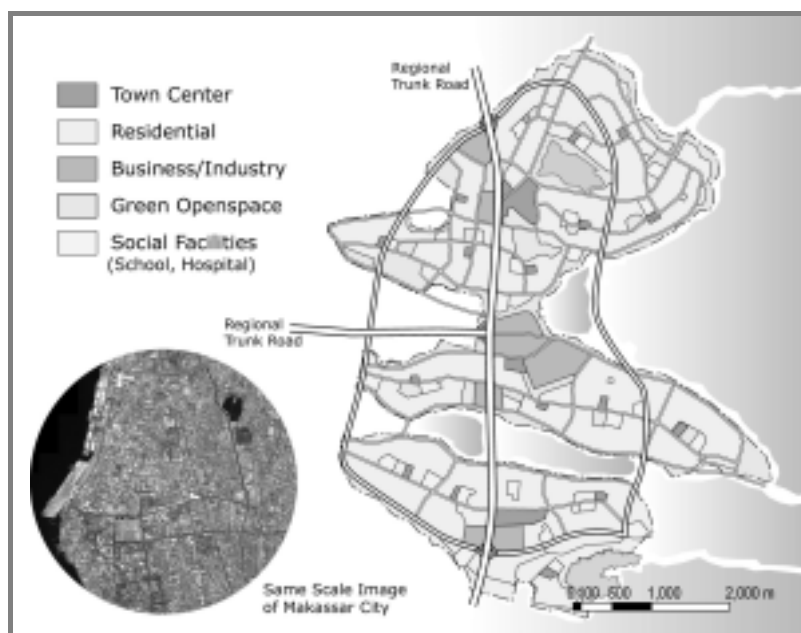 Regional
Trunk Road
Town Center
Residential
Business/Industry
Green Openspace
Social Facilities
(School, Hospital)
Regional
Trunk Road
Same Scale Image
of Makassar City
500 1,000 2,000 m